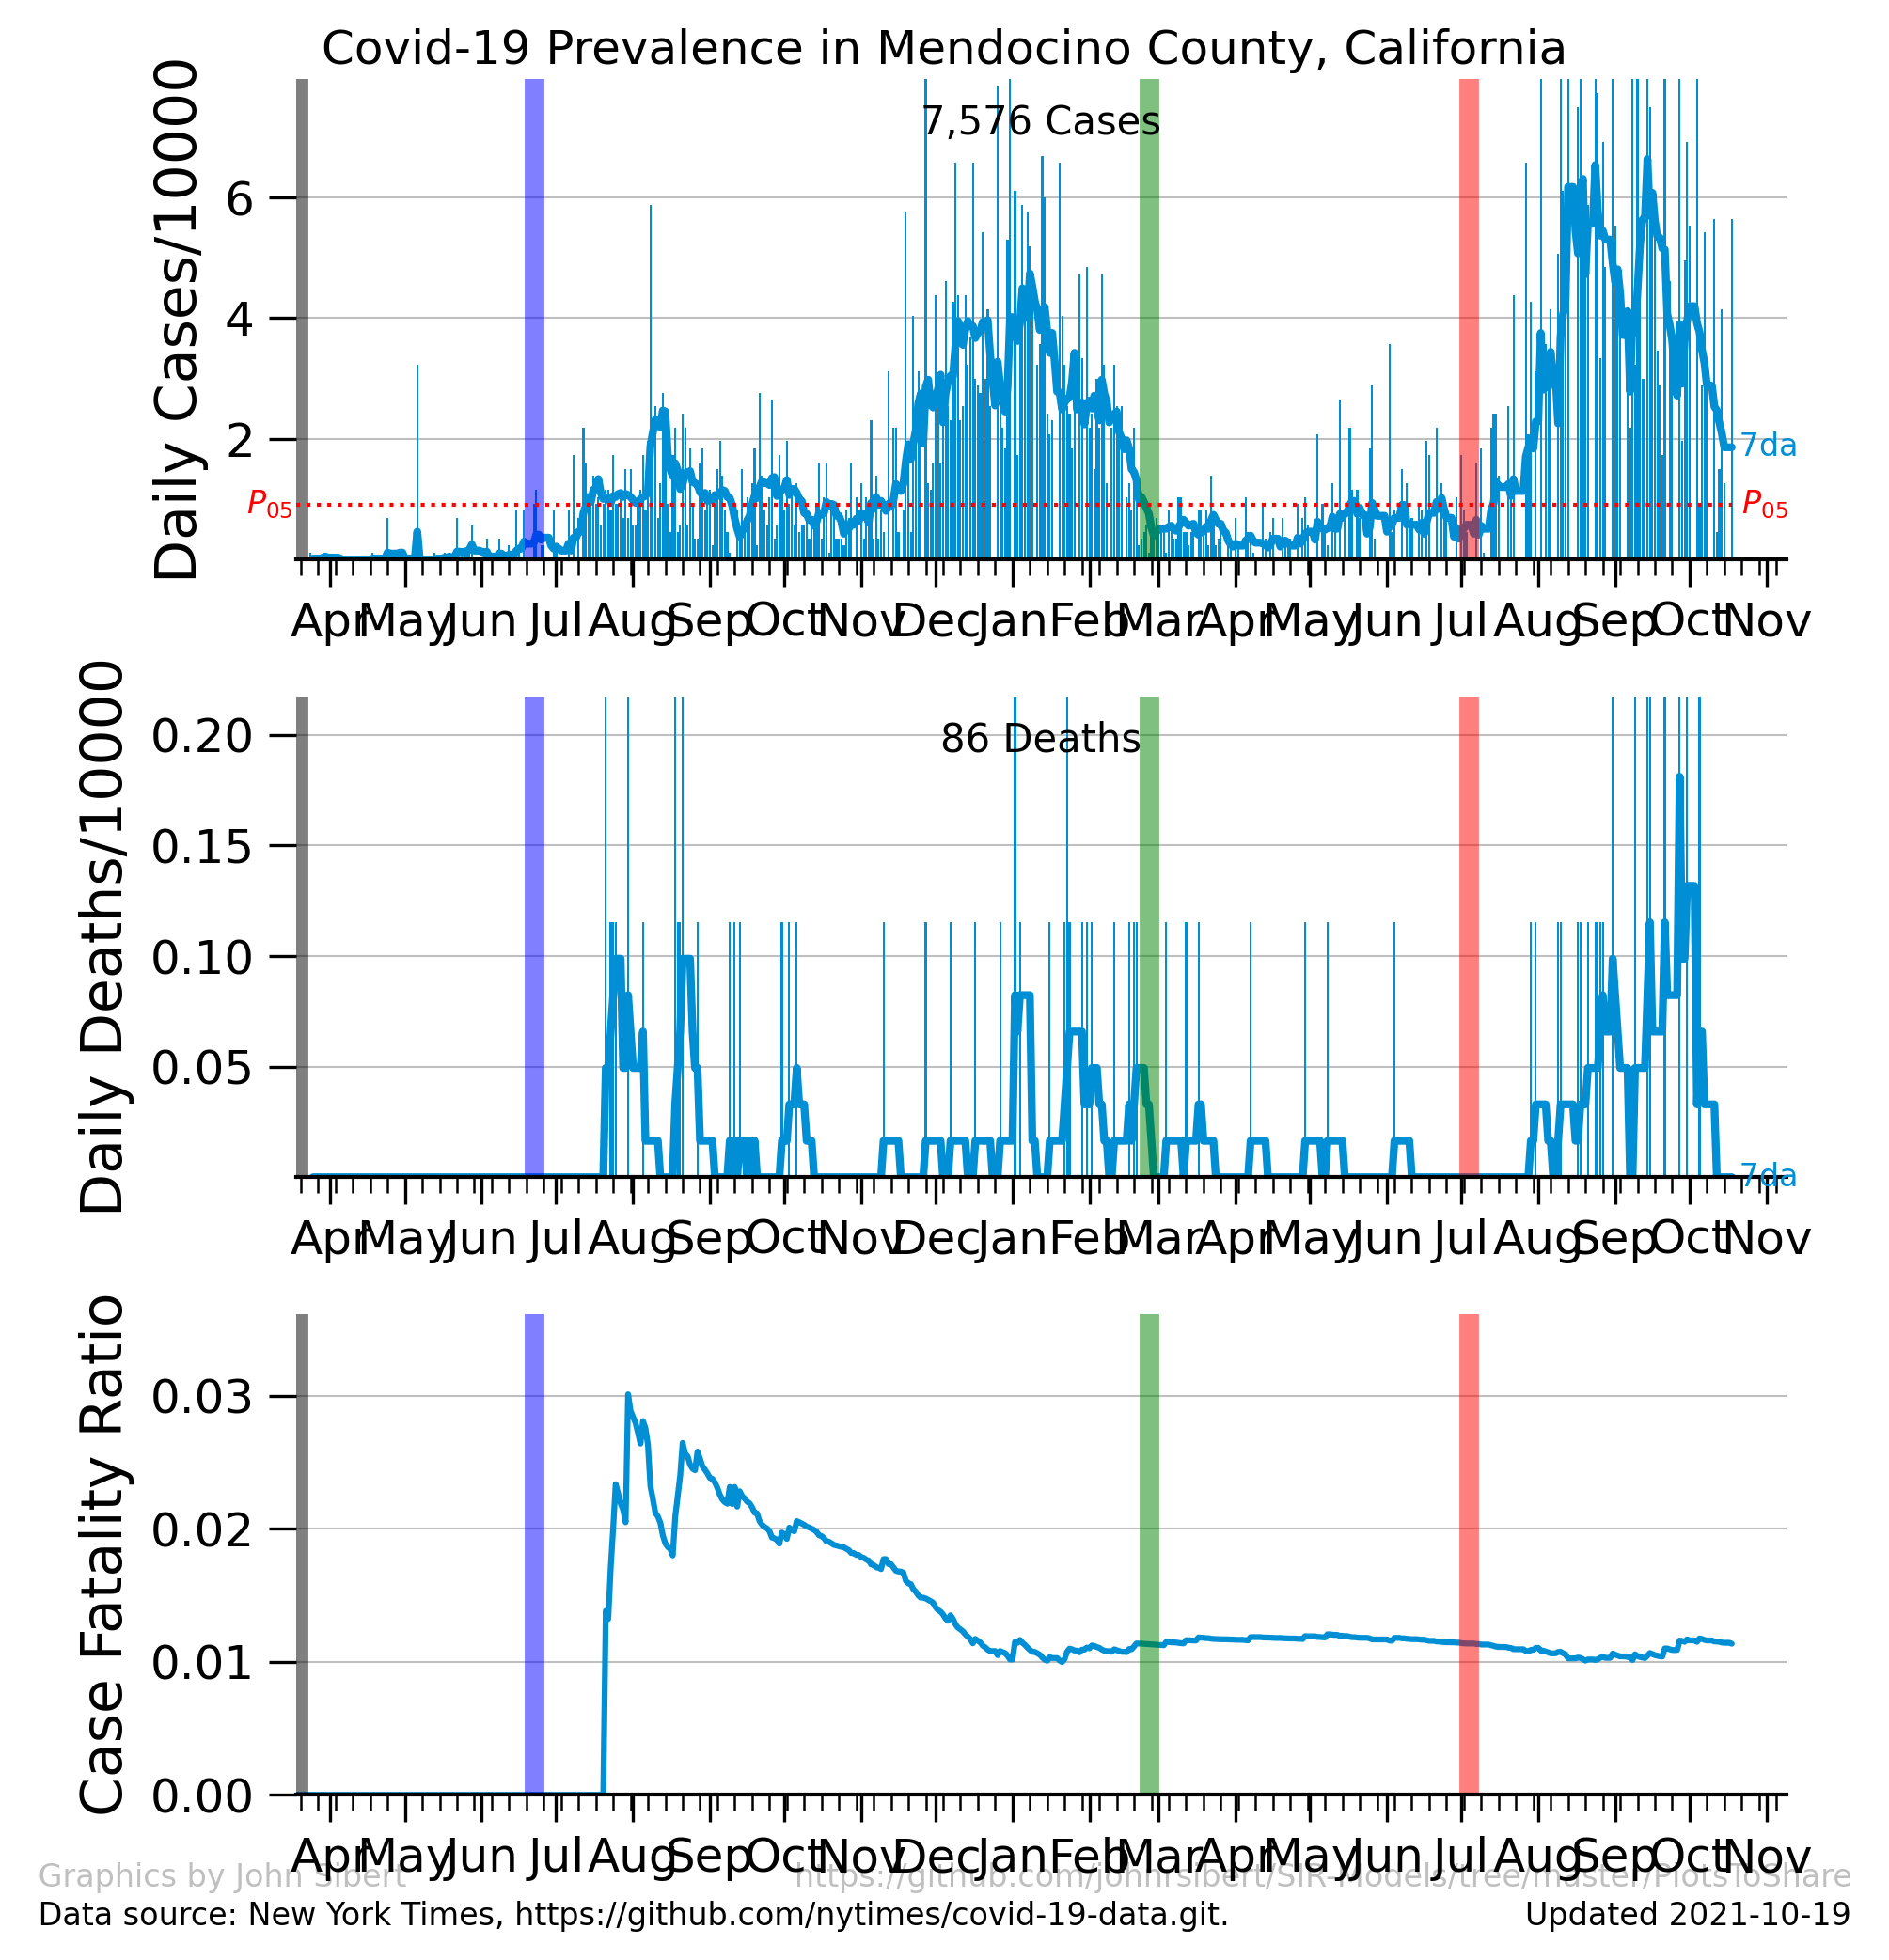 Covid-19 Prevalence in Mendocino County, California
7,576 Cases
Daily Cases/10000
6
4
2
P05
P05
7da
Apr May Jun Jul Aug Sep Oct Nov Dec Jan Feb Mar Apr May Jun Jul Aug Sep Oct Nov
86 Deaths
Daily Deaths/10000
0.20
0.15
0.10
0.05
7da
Apr May Jun Jul Aug Sep Oct Nov Dec Jan Feb Mar Apr May Jun Jul Aug Sep Oct Nov
Case Fatality Ratio
0.03
0.02
0.01
0.00
Apr May Jun Jul Aug Sep Oct Nov Dec Jan Feb Mar Apr May Jun Jul Aug Sep Oct Nov
Graphics by John Sibert https://github.com/johnrsibert/SIR-Models/tree/master/PlotsToShare
Data source: New York Times, https://github.com/nytimes/covid-19-data.git. Updated 2021-10-19